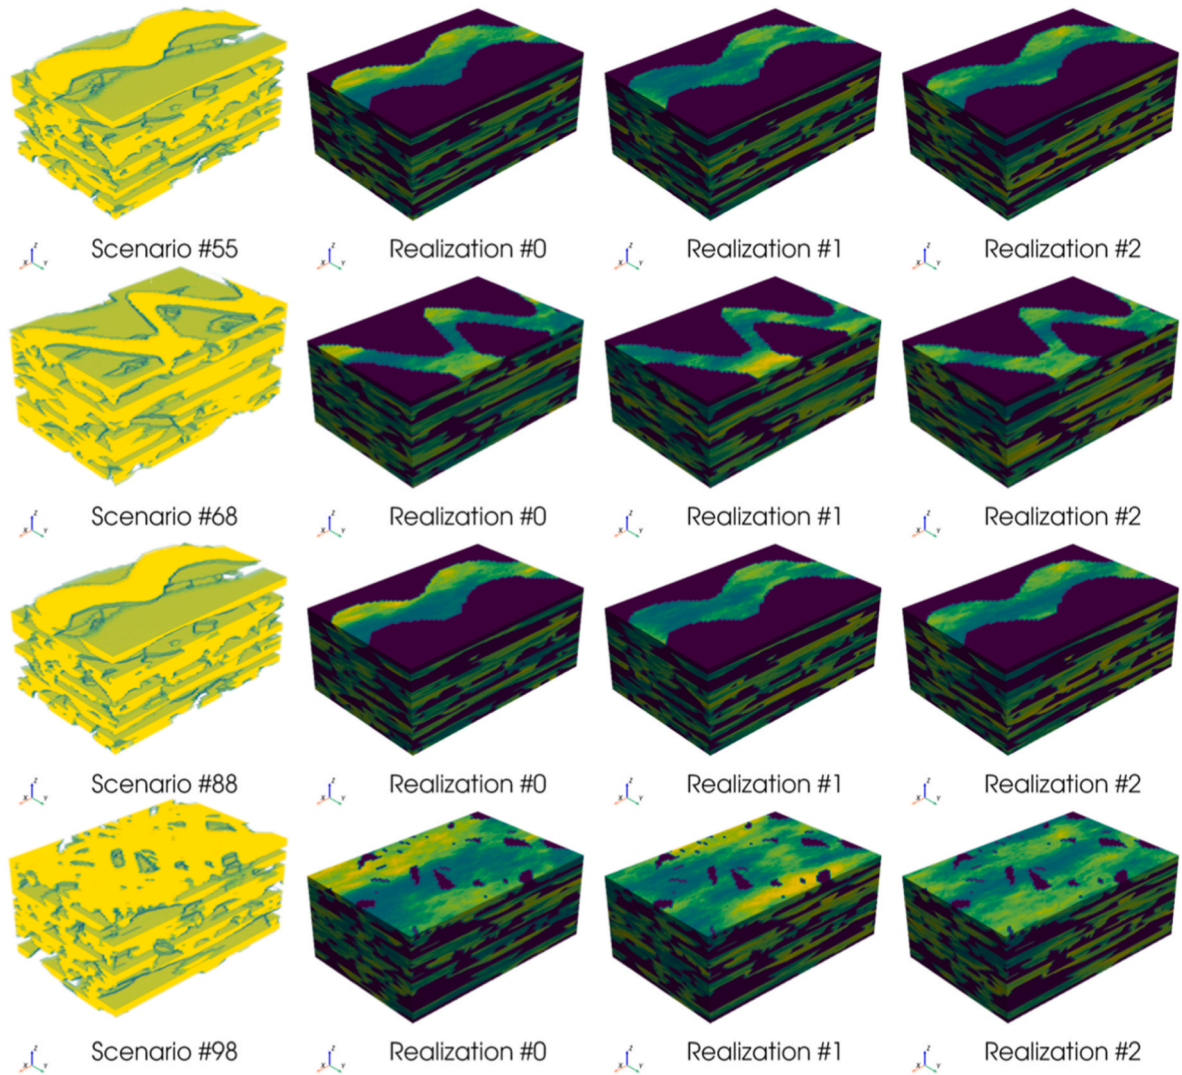 Scenario #55 Realization #0 Realization #1 Realization #2
Scenario #68 Realization #0 Realization #1 Realization #2
Scenario #88 Realization #0 Realization #1 Realization #2
Scenario #98 Realization #0 Realization #1 Realization #2